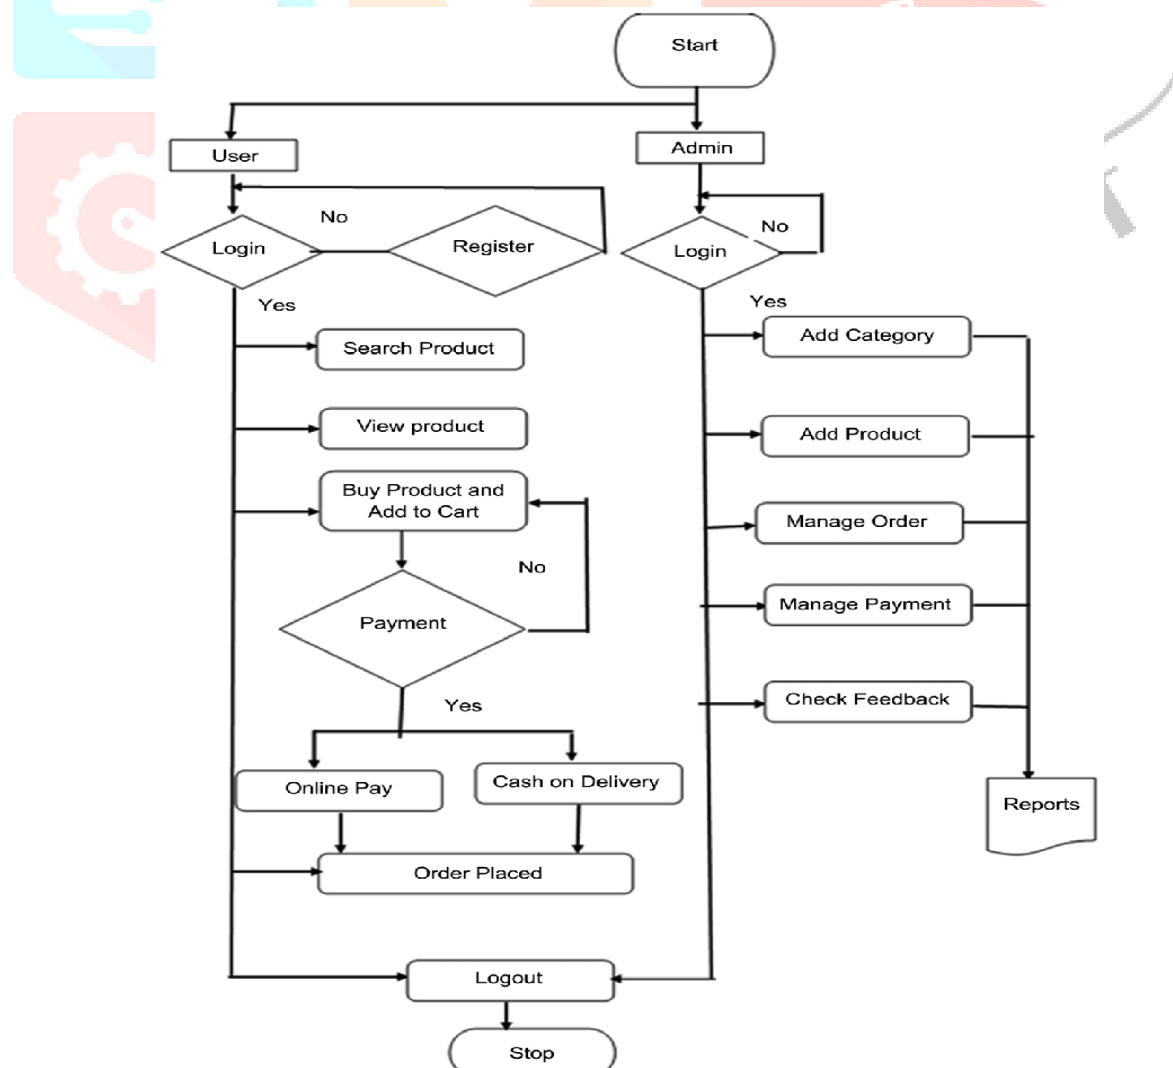 Start
User
Admin
No
Login
Register
No
Login
Yes
Yes
Search Product
Add Category
View product
Add Product
Buy Product and
Add to Cart
Manage Order
No
Payment
Manage Payment
Yes
Check Feedback
Online Pay
Cash on Delivery
Reports
Order Placed
Logout
Stop